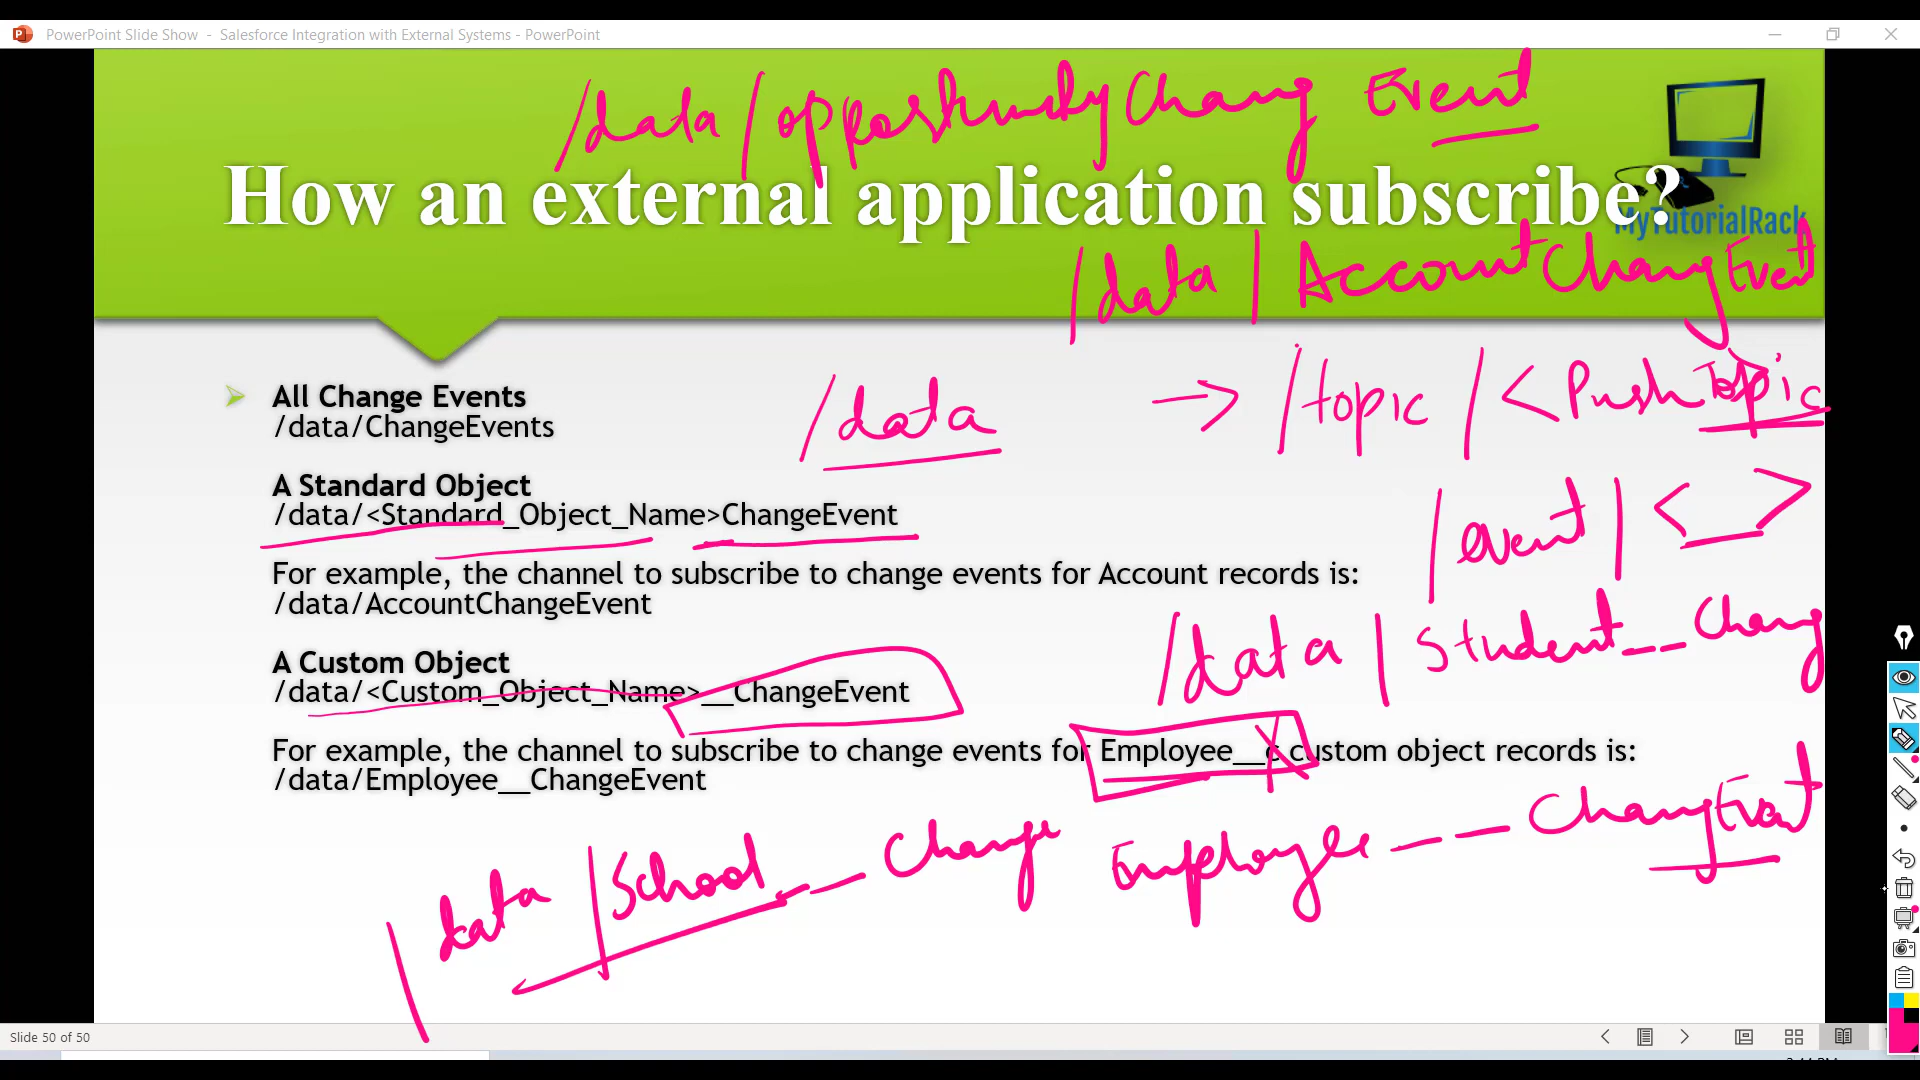 PowerPoint Slide Show - Salesforce Integration with External Systems - PowerPoint
/data/opportunityChang Event
How an external application subscribe?
MyTutorialRack
/data/AccountChangEvent
All Change Events
/data/ChangeEvents
/data → /topic/<PushTopic
A Standard Object
/data/<Standard_Object_Name>ChangeEvent
/event/<_>
For example, the channel to subscribe to change events for Account records is:
/data/AccountChangeEvent
/data/Student__Chang
A Custom Object
/data/<Custom_Object_Name>__ChangeEvent
For example, the channel to subscribe to change events for Employee__c custom object records is:
/data/Employee__ChangeEvent
/data/School__Change
Employee__ChangEvent
Slide 50 of 50